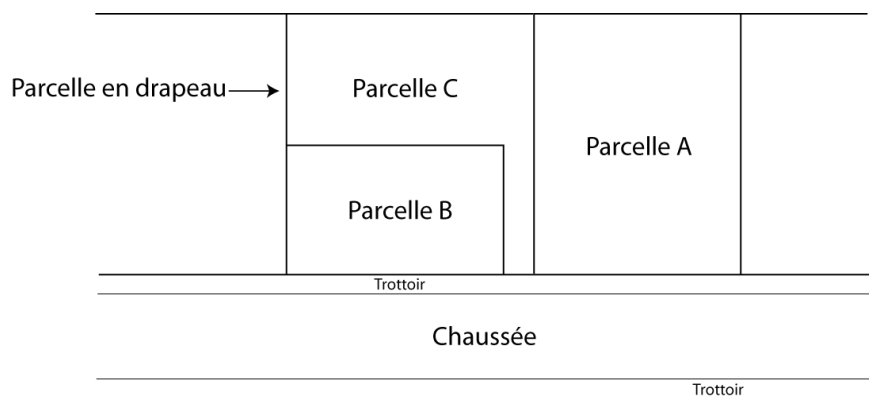 Parcelle en drapeau
Parcelle C
Parcelle A
Parcelle B
Trottoir
Chaussée
Trottoir